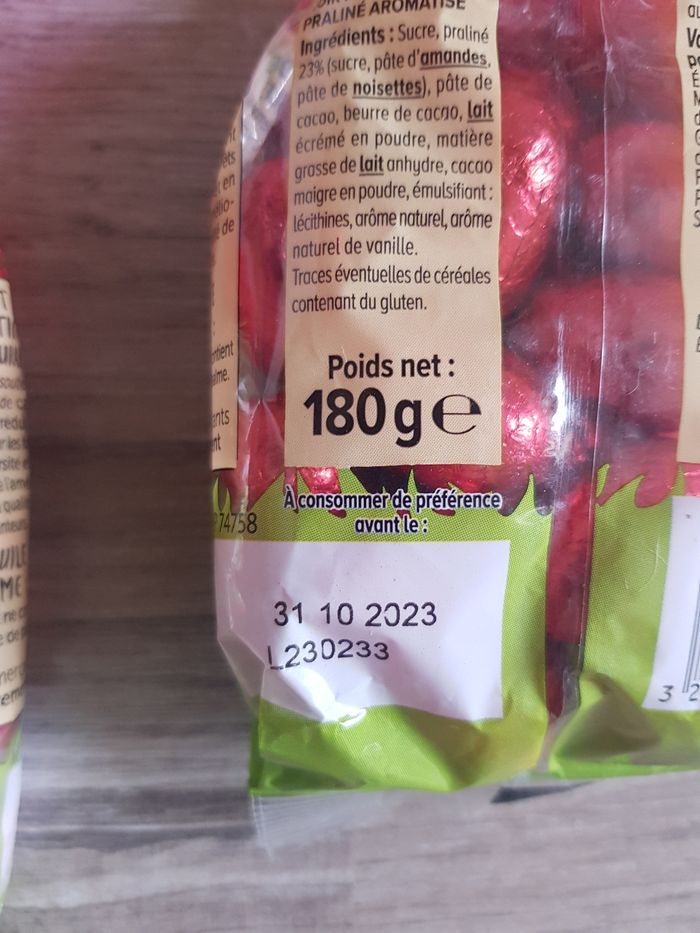 PRALINÉ AROMATISÉ
Ingrédients : Sucre, praliné
23% (sucre, pâte d'amandes,
pâte de noisettes), pâte de
cacao, beurre de cacao, lait
écrémé en poudre, matière
grasse de lait anhydre, cacao
maigre en poudre, émulsifiant :
lécithines, arôme naturel, arôme
naturel de vanille.
Traces éventuelles de céréales
contenant du gluten.
Poids net :
180 g e
À consommer de préférence
avant le :
74758
31 10 2023
L230233
3 2